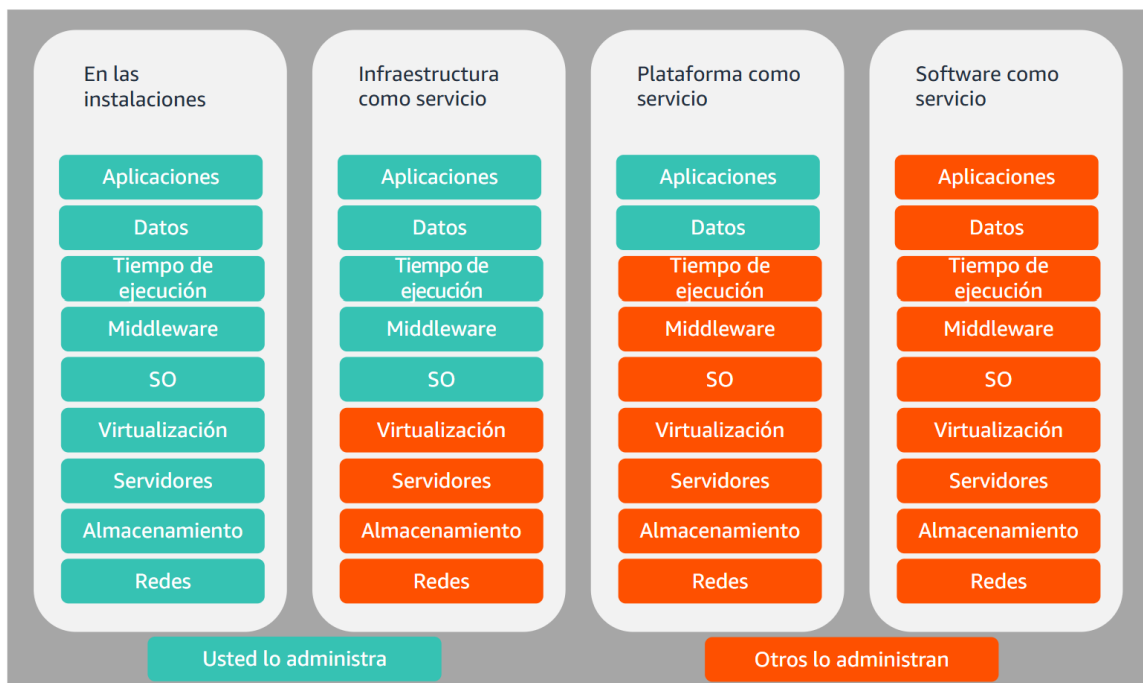 En las
instalaciones
Aplicaciones
Datos
Tiempo de
ejecución
Middleware
SO
Virtualización
Servidores
Almacenamiento
Redes
Infraestructura
como servicio
Aplicaciones
Datos
Tiempo de
ejecución
Middleware
SO
Virtualización
Servidores
Almacenamiento
Redes
Plataforma como
servicio
Aplicaciones
Datos
Tiempo de
ejecución
Middleware
SO
Virtualización
Servidores
Almacenamiento
Redes
Software como
servicio
Aplicaciones
Datos
Tiempo de
ejecución
Middleware
SO
Virtualización
Servidores
Almacenamiento
Redes
Usted lo administra
Otros lo administran